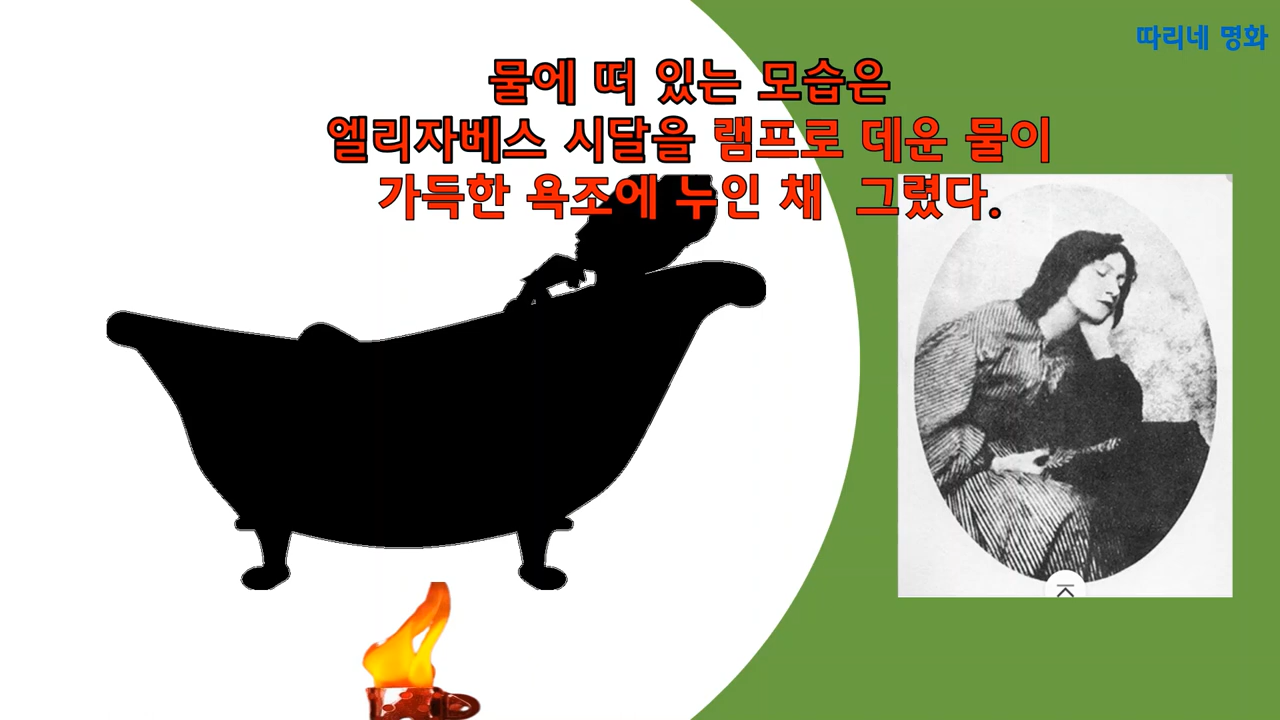 따리네 명화
물에 떠 있는 모습은
엘리자베스 시달을 램프로 데운 물이
가득한 욕조에 누인 채 그렸다.